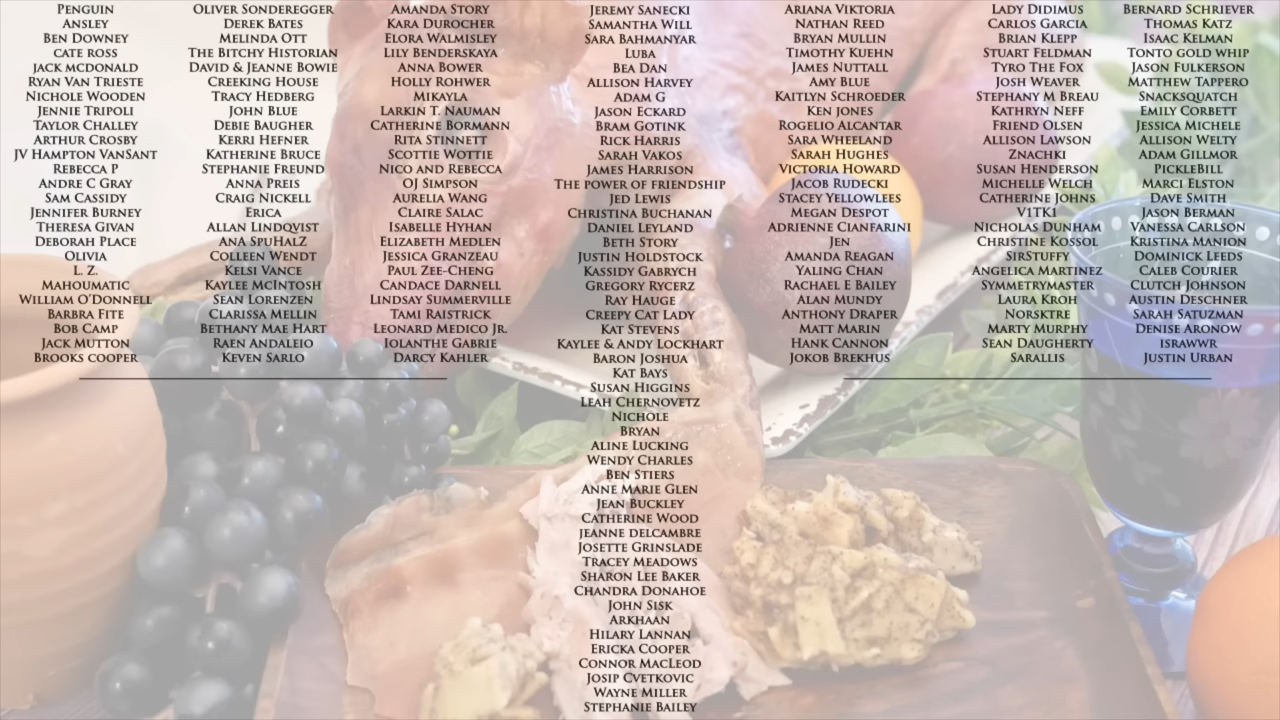 Penguin
Ansley
Ben Downey
cate ross
jack mcdonald
Ryan Van Trieste
Nichole Wooden
Jennie Tripoli
Taylor Challey
Arthur Crosby
JV Hampton VanSant
Rebecca P
Andre C Gray
Sam Cassidy
Jennifer Burney
Theresa Givan
Deborah Place
Olivia
L. Z.
Mahoumatic
William O'Donnell
Barbra Fite
Bob Camp
Jack Mutton
Brooks cooper
Oliver Sonderegger
Derek Bates
Melinda Ott
The Bitchy Historian
David & Jeanne Bowie
Creeking House
Tracy Hedberg
John Blue
Debie Baugher
Kerri Hefner
Katherine Bruce
Stephanie Freund
Anna Preis
Craig Nickell
Erica
Allan Lindqvist
AnA SpuHalZ
Colleen Wendt
Kelsi Vance
Kaylee McIntosh
Sean Lorenzen
Clarissa Mellin
Bethany Mae Hart
Raen Andaleio
Keven Sarlo
Amanda Story
Kara Durocher
Elora Walmisley
Lily Benderskaya
Anna Bower
Holly Rohwer
Mikayla
Larkin T. Nauman
Catherine Bormann
Rita Stinnett
Scottie Wottie
Nico and Rebecca
OJ Simpson
Aurelia Wang
Claire Salac
Isabelle Hyhan
Elizabeth Medlen
Jessica Granzeau
Paul Zee-Cheng
Candace Darnell
Lindsay Summerville
Tami Raistrick
Leonard Medico Jr.
Iolanthe Gabrie
Darcy Kahler
Jeremy Sanecki
Samantha Will
Sara Bahmanyar
Luba
Bea Dan
Allison Harvey
Adam G
Jason Eckard
Bram Gotink
Rick Harris
Sarah Vakos
James Harrison
The power of friendship
Jed Lewis
Christina Buchanan
Daniel Leyland
Beth Story
Justin Holdstock
Kassidy Gabrych
Gregory Rycerz
Ray Hauge
Creepy Cat Lady
Kat Stevens
Kaylee & Andy Lockhart
Baron Joshua
Kat Bays
Susan Higgins
Leah Chernovetz
Nichole
Bryan
Aline Lucking
Wendy Charles
Ben Stiers
Anne Marie Glen
Jean Buckley
Catherine Wood
jeanne delcambre
Josette Grinslade
Tracey Meadows
Sharon Lee Baker
Chandra Donahoe
John Sisk
Arkhaan
Hilary Lannan
Ericka Cooper
Connor MacLeod
Josip Cvetkovic
Wayne Miller
Stephanie Bailey
Ariana Viktoria
Nathan Reed
Bryan Mullin
Timothy Kuehn
James Nuttall
Amy Blue
Kaitlyn Schroeder
Ken Jones
Rogelio Alcantar
Sara Wheeland
Sarah Hughes
Victoria Howard
Jacob Rudecki
Stacey Yellowlees
Megan Despot
Adrienne Cianfarini
Jen
Amanda Reagan
Yaling Chan
Rachael E Bailey
Alan Mundy
Anthony Draper
Matt Marin
Hank Cannon
Jokob Brekhus
Lady Didimus
Carlos Garcia
Brian Klepp
Stuart Feldman
Tyro The Fox
Josh Weaver
Stephany M Breau
Kathryn Neff
Friend Olsen
Allison Lawson
Znachki
Susan Henderson
Michelle Welch
Catherine Johns
V1TK1
Nicholas Dunham
Christine Kossol
SirStuffy
Angelica Martinez
Symmetrymaster
Laura Kroh
Norsktre
Marty Murphy
Sean Daugherty
Sarallis
Bernard Schriever
Thomas Katz
Isaac Kelman
Tonto gold whip
Jason Fulkerson
Matthew Tappero
Snacksquatch
Emily Corbett
Jessica Michele
Allison Welty
Adam Gillmor
PickleBill
Marci Elston
Dave Smith
Jason Berman
Vanessa Carlson
Kristina Manion
Dominick Leeds
Caleb Courier
Clutch Johnson
Austin Deschner
Sarah Satuzman
Denise Aronow
israwwr
Justin Urban